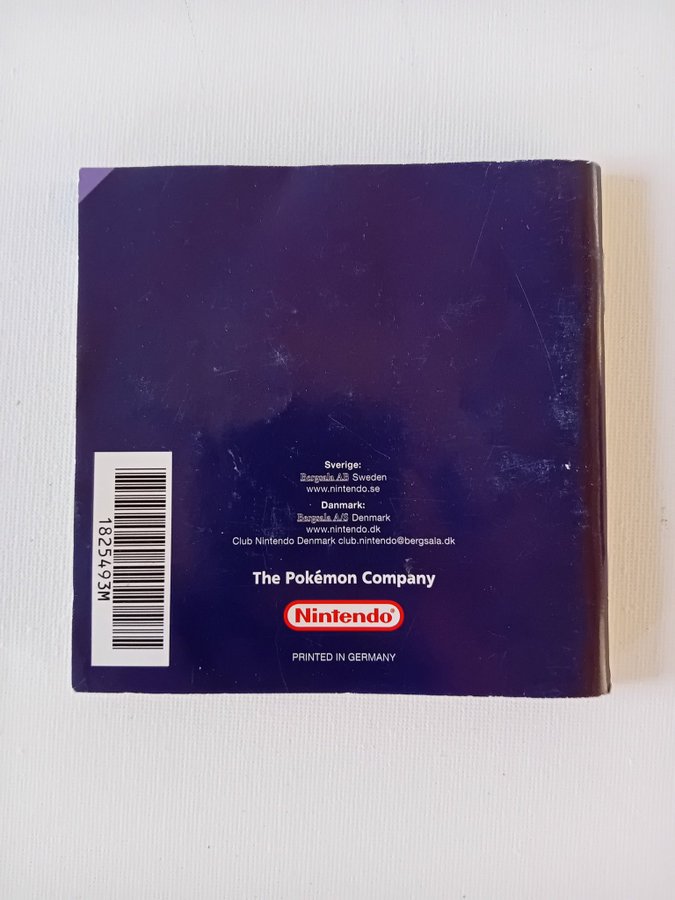 Sverige:
Bergsala AB Sweden
www.nintendo.se
Danmark:
Bergsala A/S Denmark
www.nintendo.dk
Club Nintendo Denmark club.nintendo@bergsala.dk
The Pokémon Company
Nintendo®
PRINTED IN GERMANY
1825493M